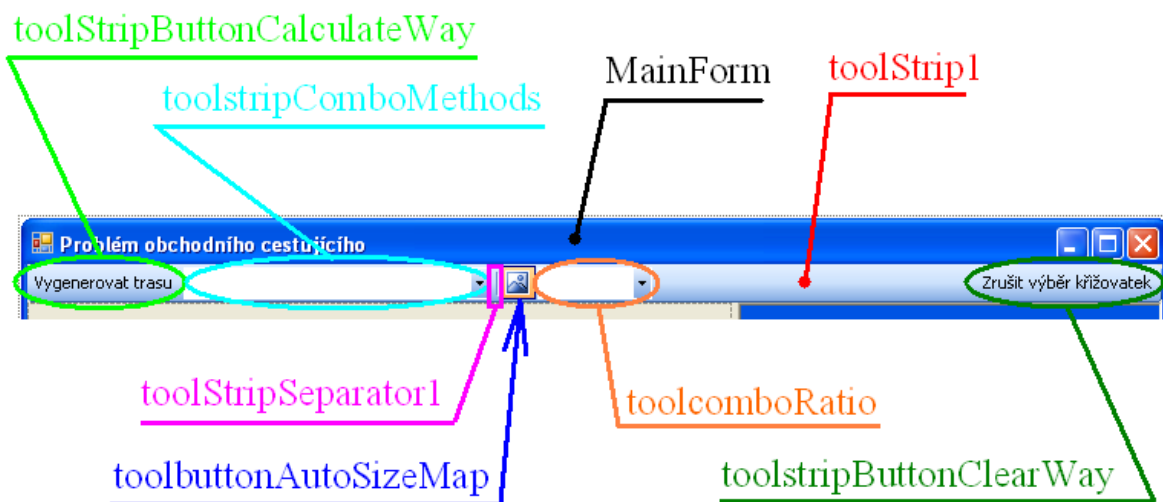 toolStripButtonCalculateWay
toolstripComboMethods
MainForm
toolStrip1
Problém obchodního cestujícího
Vygenerovat trasu
Zrušit výběr křižovatek
toolStripSeparator1
toolcomboRatio
toolbuttonAutoSizeMap
toolstripButtonClearWay